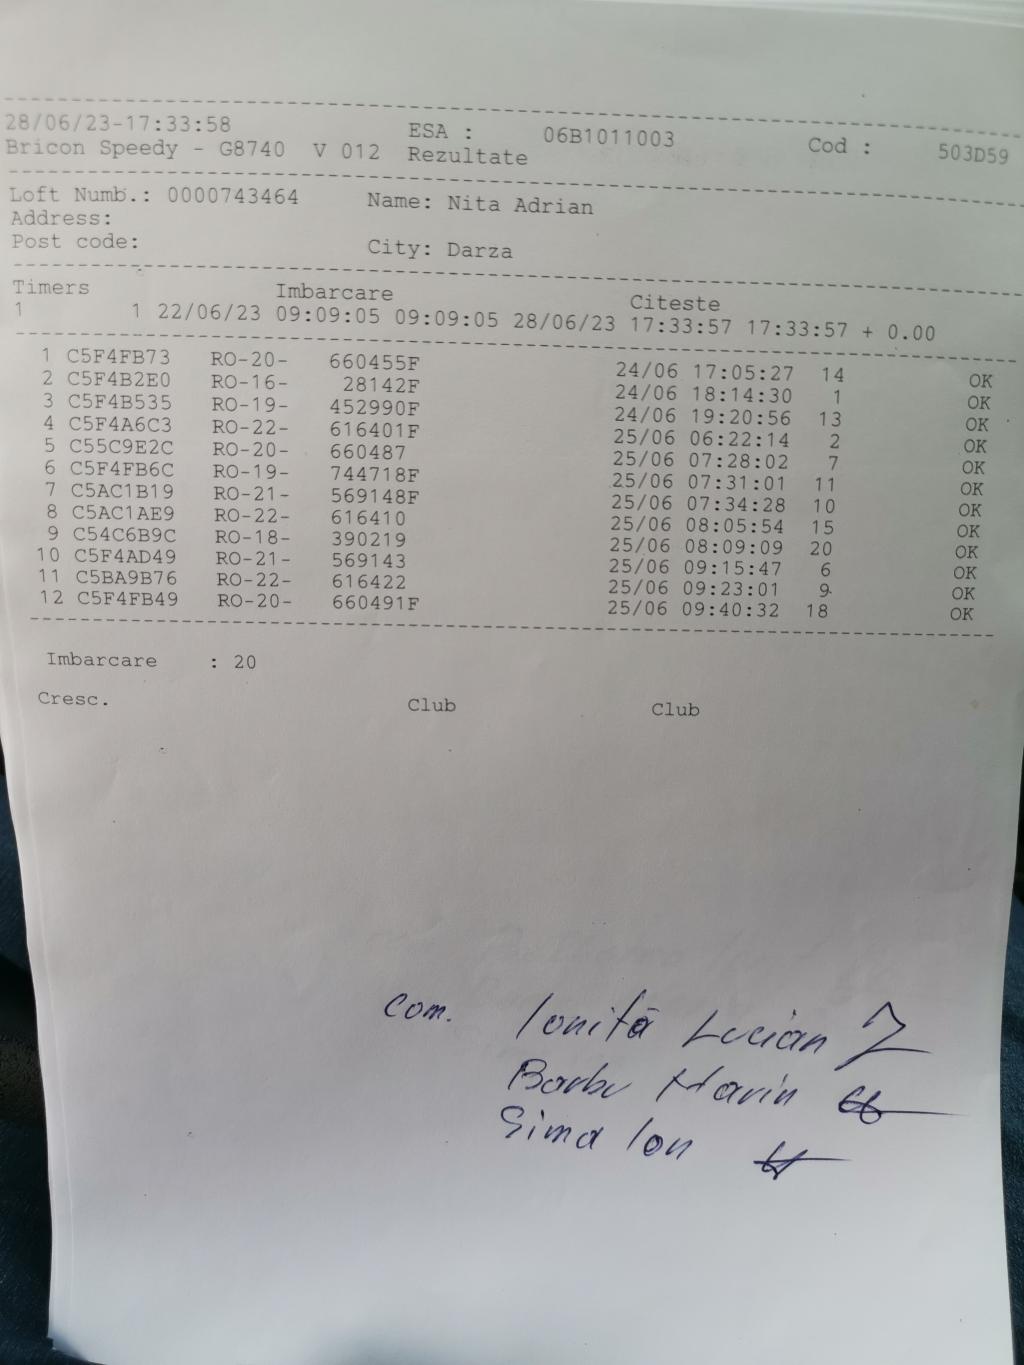 28/06/23-17:33:58 ESA : 06B1011003 Cod : 503D59
Bricon Speedy - G8740 V 012 Rezultate
Loft Numb.: 0000743464 Name: Nita Adrian
Address:
Post code: City: Darza
Timers Imbarcare Citeste
1 1 22/06/23 09:09:05 09:09:05 28/06/23 17:33:57 17:33:57 + 0.00
1 C5F4FB73 RO-20- 660455F 24/06 17:05:27 14 OK
2 C5F4B2E0 RO-16- 28142F 24/06 18:14:30 1 OK
3 C5F4B535 RO-19- 452990F 24/06 19:20:56 13 OK
4 C5F4A6C3 RO-22- 616401F 25/06 06:22:14 2 OK
5 C55C9E2C RO-20- 660487 25/06 07:28:02 7 OK
6 C5F4FB6C RO-19- 744718F 25/06 07:31:01 11 OK
7 C5AC1B19 RO-21- 569148F 25/06 07:34:28 10 OK
8 C5AC1AE9 RO-22- 616410 25/06 08:05:54 15 OK
9 C54C6B9C RO-18- 390219 25/06 08:09:09 20 OK
10 C5F4AD49 RO-21- 569143 25/06 09:15:47 6 OK
11 C5BA9B76 RO-22- 616422 25/06 09:23:01 9 OK
12 C5F4FB49 RO-20- 660491F 25/06 09:40:32 18 OK
Imbarcare : 20
Cresc. Club Club
Com. Ioniță Lucian
Barbu Marin
Sima Ion